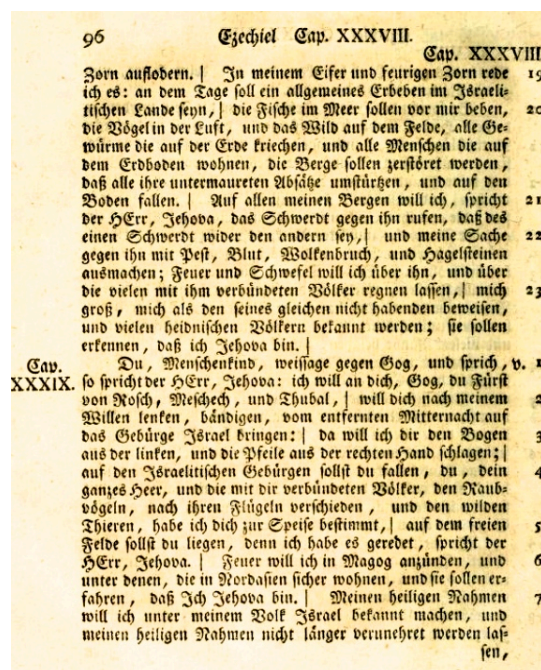 96 Ezechiel Cap. XXXVIII.
Cap. XXXVIII
Zorn auflodern. | In meinem Eifer und feurigen Zorn rede 19
ich es: an dem Tage soll ein allgemeines Erbeben im Israeli-
tischen Lande seyn, | die Fische im Meer sollen vor mir beben, 20
die Vögel in der Luft, und das Wild auf dem Felde, alle Ge-
würme die auf der Erde kriechen, und alle Menschen die auf
dem Erdboden wohnen, die Berge sollen zerstöret werden,
daß alle ihre untermaureten Absätze umstürtzen, und auf den
Boden fallen. | Auf allen meinen Bergen will ich, spricht 21
der HErr, Jehova, das Schwerdt gegen ihn rufen, daß des
einen Schwerdt wider den andern sey, | und meine Sache 22
gegen ihn mit Pest, Blut, Wolkenbruch, und Hagelsteinen
ausmachen; Feuer und Schwefel will ich über ihn, und über
die vielen mit ihm verbündeten Völker regnen lassen, | mich 23
groß, mich als den seines gleichen nicht habenden beweisen,
und vielen heidnischen Völkern bekannt werden; sie sollen
erkennen, daß ich Jehova bin. |
Cap. XXXIX. Du, Menschenkind, weissage gegen Gog, und sprich, v. 1
so spricht der HErr, Jehova: ich will an dich, Gog, du Fürst
von Rosch, Meschech, und Thubal, | will dich nach meinem 2
Willen lenken, bändigen, vom entfernten Mitternacht auf
das Gebürge Israel bringen: | da will ich dir den Bogen 3
aus der linken, und die Pfeile aus der rechten Hand schlagen; |
auf den Israelitischen Gebürgen sollst du fallen, du, dein 4
ganzes Heer, und die mit dir verbündeten Völker, den Raub-
vögeln, nach ihren Flügeln verschieden, und den wilden
Thieren, habe ich dich zur Speise bestimmt, | auf dem freien 5
Felde sollst du liegen, denn ich habe es geredet, spricht der
HErr, Jehova. | Feuer will ich in Magog anzünden, und 6
unter denen, die in Nordasien sicher wohnen, und sie sollen er-
fahren, daß Ich Jehova bin. | Meinen heiligen Nahmen 7
will ich unter meinem Volk Israel bekannt machen, und
meinen heiligen Nahmen nicht länger verunehret werden las-
sen,